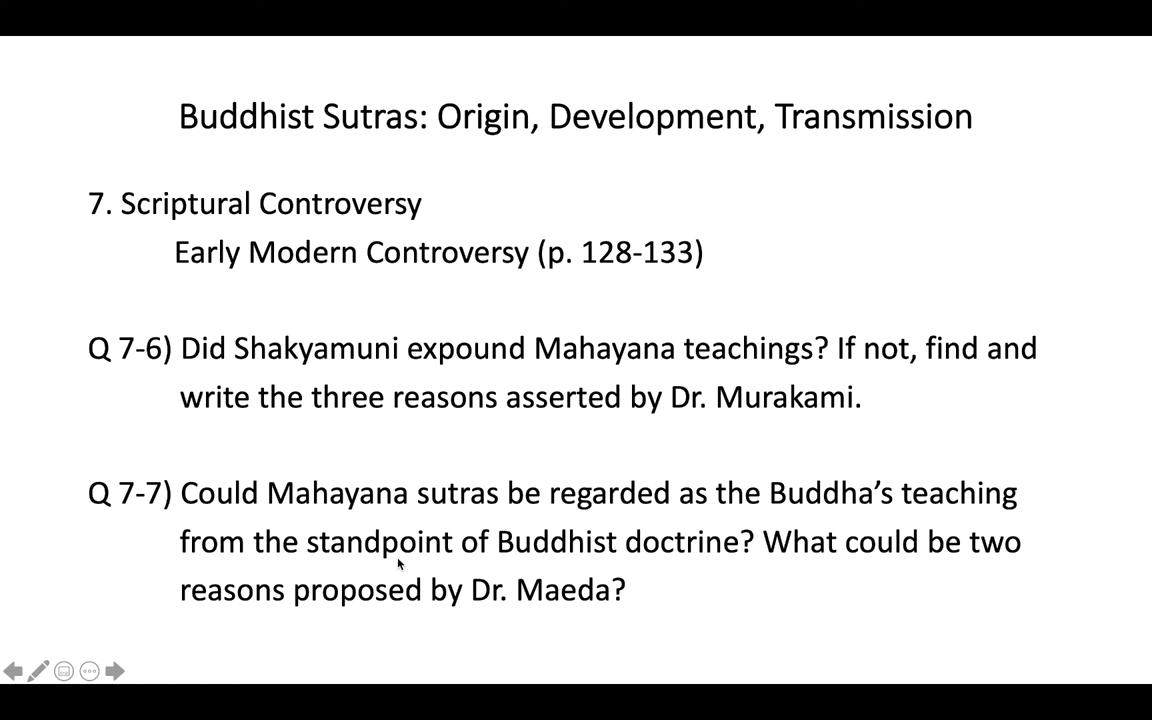 Buddhist Sutras: Origin, Development, Transmission
7. Scriptural Controversy
Early Modern Controversy (p. 128-133)
Q 7-6) Did Shakyamuni expound Mahayana teachings? If not, find and
write the three reasons asserted by Dr. Murakami.
Q 7-7) Could Mahayana sutras be regarded as the Buddha’s teaching
from the standpoint of Buddhist doctrine? What could be two
reasons proposed by Dr. Maeda?